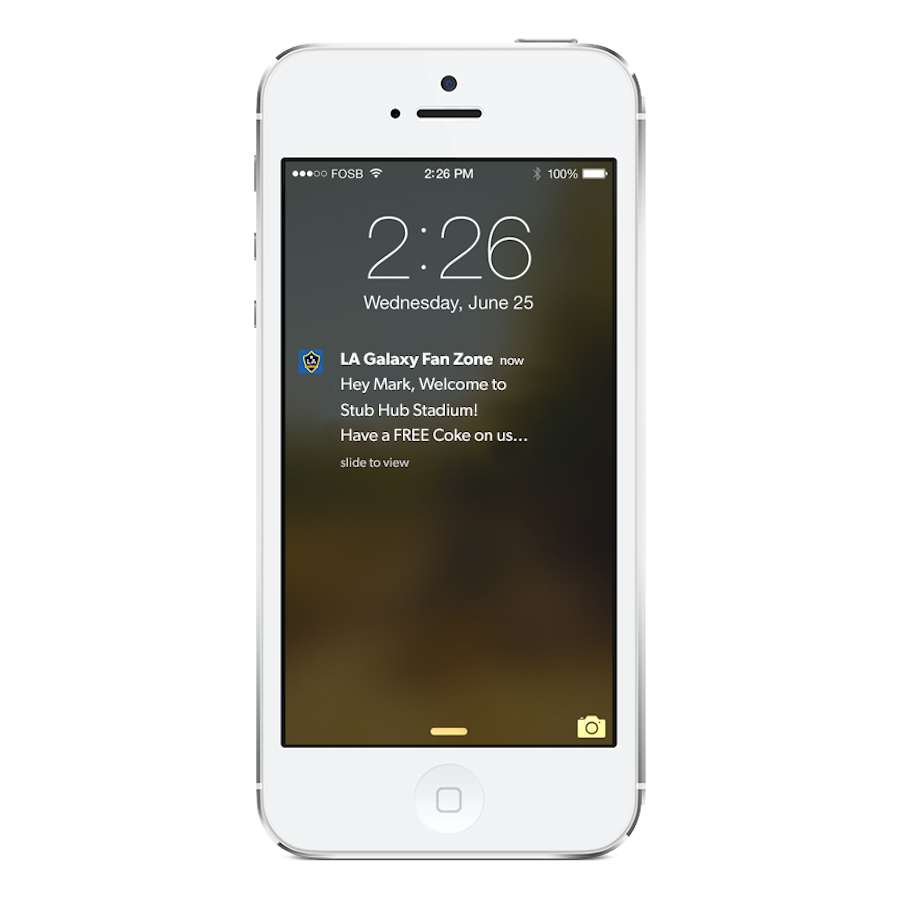 FOSB 2:26 PM 100%
2:26
Wednesday, June 25
LA Galaxy Fan Zone now
LA
Hey Mark, Welcome to
Stub Hub Stadium!
Have a FREE Coke on us...
slide to view